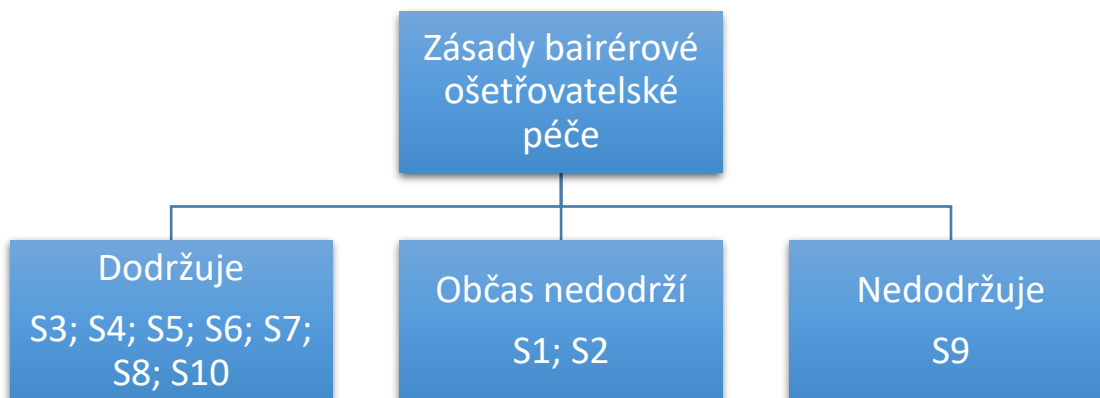 Zásady bairérové
ošetřovatelské
péče
Dodržuje
S3; S4; S5; S6; S7;
S8; S10
Občas nedodrží
S1; S2
Nedodržuje
S9